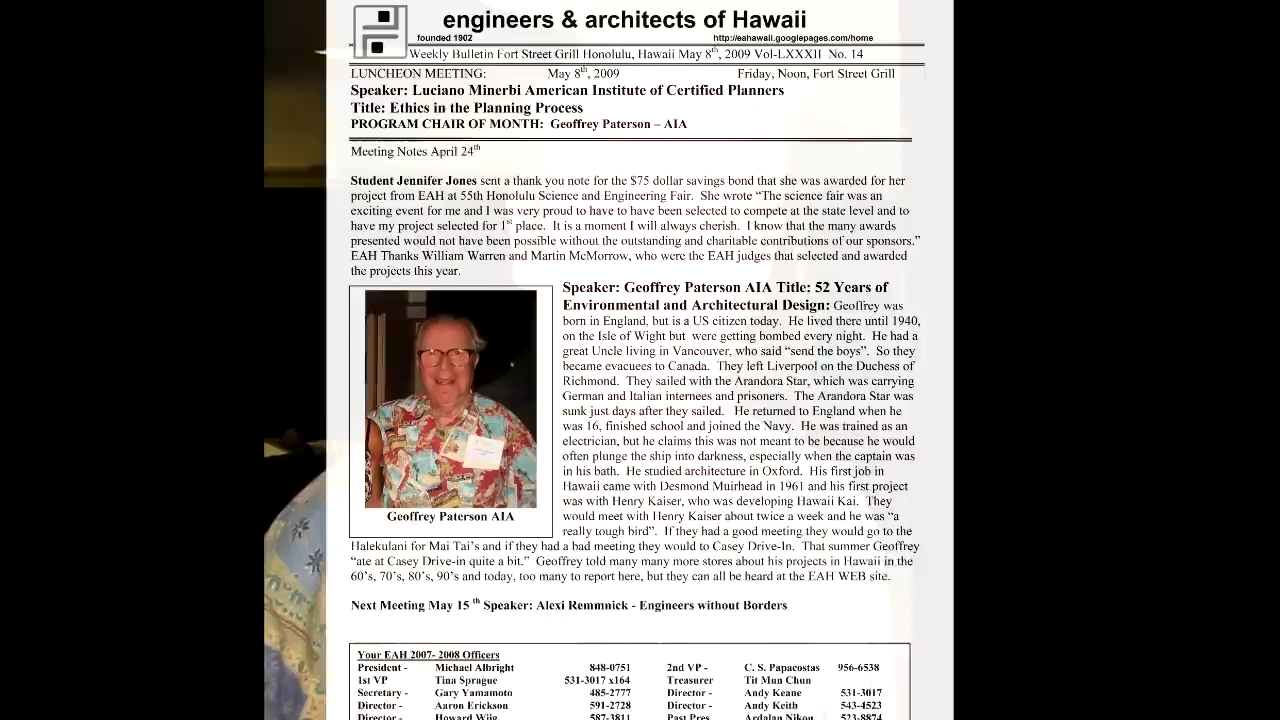 engineers & architects of Hawaii
founded 1902 http://eahawaii.googlepages.com/home
Weekly Bulletin Fort Street Grill Honolulu, Hawaii May 8th, 2009 Vol-LXXXII No. 14
LUNCHEON MEETING: May 8th, 2009 Friday, Noon, Fort Street Grill
Speaker: Luciano Minerbi American Institute of Certified Planners
Title: Ethics in the Planning Process
PROGRAM CHAIR OF MONTH: Geoffrey Paterson – AIA
Meeting Notes April 24th
Student Jennifer Jones sent a thank you note for the $75 dollar savings bond that she was awarded for her
project from EAH at 55th Honolulu Science and Engineering Fair. She wrote “The science fair was an
exciting event for me and I was very proud to have to have been selected to compete at the state level and to
have my project selected for 1st place. It is a moment I will always cherish. I know that the many awards
presented would not have been possible without the outstanding and charitable contributions of our sponsors.”
EAH Thanks William Warren and Martin McMorrow, who were the EAH judges that selected and awarded
the projects this year.
Speaker: Geoffrey Paterson AIA Title: 52 Years of
Environmental and Architectural Design: Geoffrey was
born in England, but is a US citizen today. He lived there until 1940,
on the Isle of Wight but were getting bombed every night. He had a
great Uncle living in Vancouver, who said “send the boys”. So they
became evacuees to Canada. They left Liverpool on the Duchess of
Richmond. They sailed with the Arandora Star, which was carrying
German and Italian internees and prisoners. The Arandora Star was
sunk just days after they sailed. He returned to England when he
was 16, finished school and joined the Navy. He was trained as an
electrician, but he claims this was not meant to be because he would
often plunge the ship into darkness, especially when the captain was
in his bath. He studied architecture in Oxford. His first job in
Hawaii came with Desmond Muirhead in 1961 and his first project
was with Henry Kaiser, who was developing Hawaii Kai. They
would meet with Henry Kaiser about twice a week and he was “a
really tough bird”. If they had a good meeting they would go to the
Geoffrey Paterson AIA
Halekulani for Mai Tai’s and if they had a bad meeting they would to Casey Drive-In. That summer Geoffrey
“ate at Casey Drive-in quite a bit.” Geoffrey told many many more stores about his projects in Hawaii in the
60’s, 70’s, 80’s, 90’s and today, too many to report here, but they can all be heard at the EAH WEB site.
Next Meeting May 15 th Speaker: Alexi Remmnick - Engineers without Borders
Your EAH 2007- 2008 Officers
President - Michael Albright 848-0751 2nd VP - C. S. Papacostas 956-6538
1st VP Tina Sprague 531-3017 x164 Treasurer Tit Mun Chun
Secretary - Gary Yamamoto 485-2777 Director - Andy Keane 531-3017
Director - Aaron Erickson 591-2728 Director - Andy Keith 543-4523
Director - Howard Wiig 587-3811 Past Pres Ardalan Nikou 523-8874